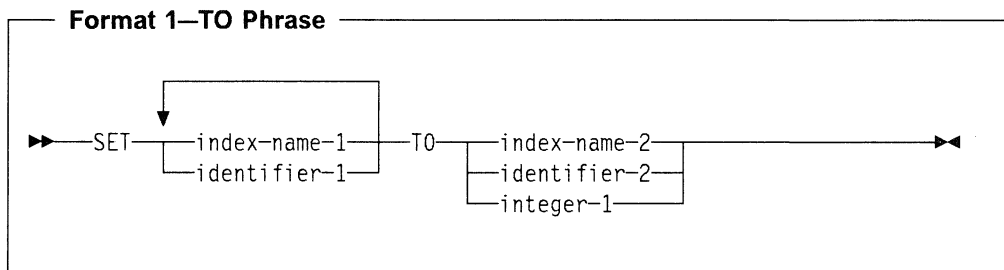 Format 1—TO Phrase
SET index-name-1 TO index-name-2
identifier-1 identifier-2
integer-1